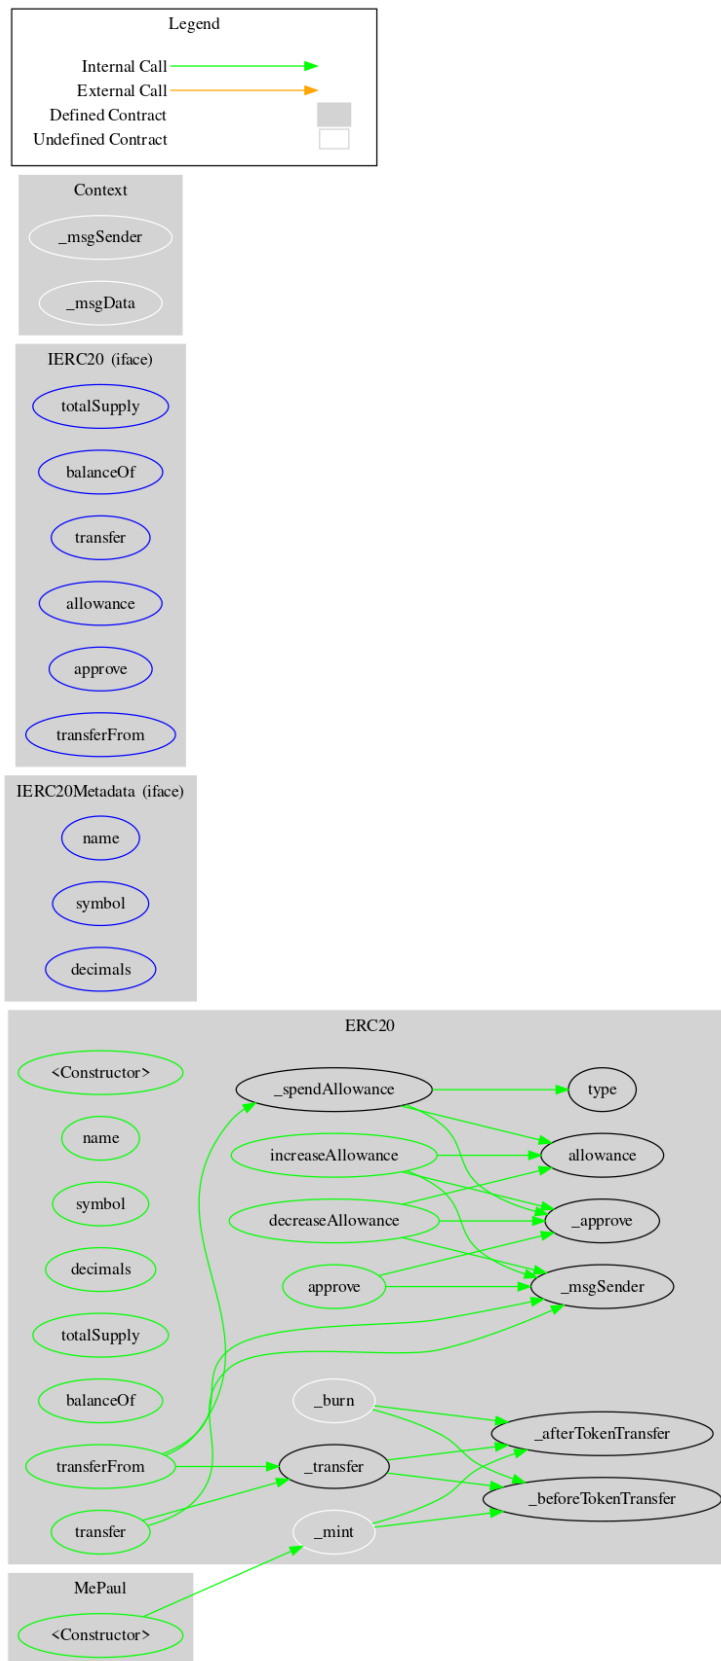 Legend
Internal Call
External Call
Defined Contract
Undefined Contract
Context
_msgSender
_msgData
IERC20 (iface)
totalSupply
balanceOf
transfer
allowance
approve
transferFrom
IERC20Metadata (iface)
name
symbol
decimals
ERC20
<Constructor>
name
symbol
decimals
totalSupply
balanceOf
transferFrom
transfer
_spendAllowance
increaseAllowance
decreaseAllowance
approve
_burn
_transfer
_mint
type
allowance
_approve
_msgSender
_afterTokenTransfer
_beforeTokenTransfer
MePaul
<Constructor>